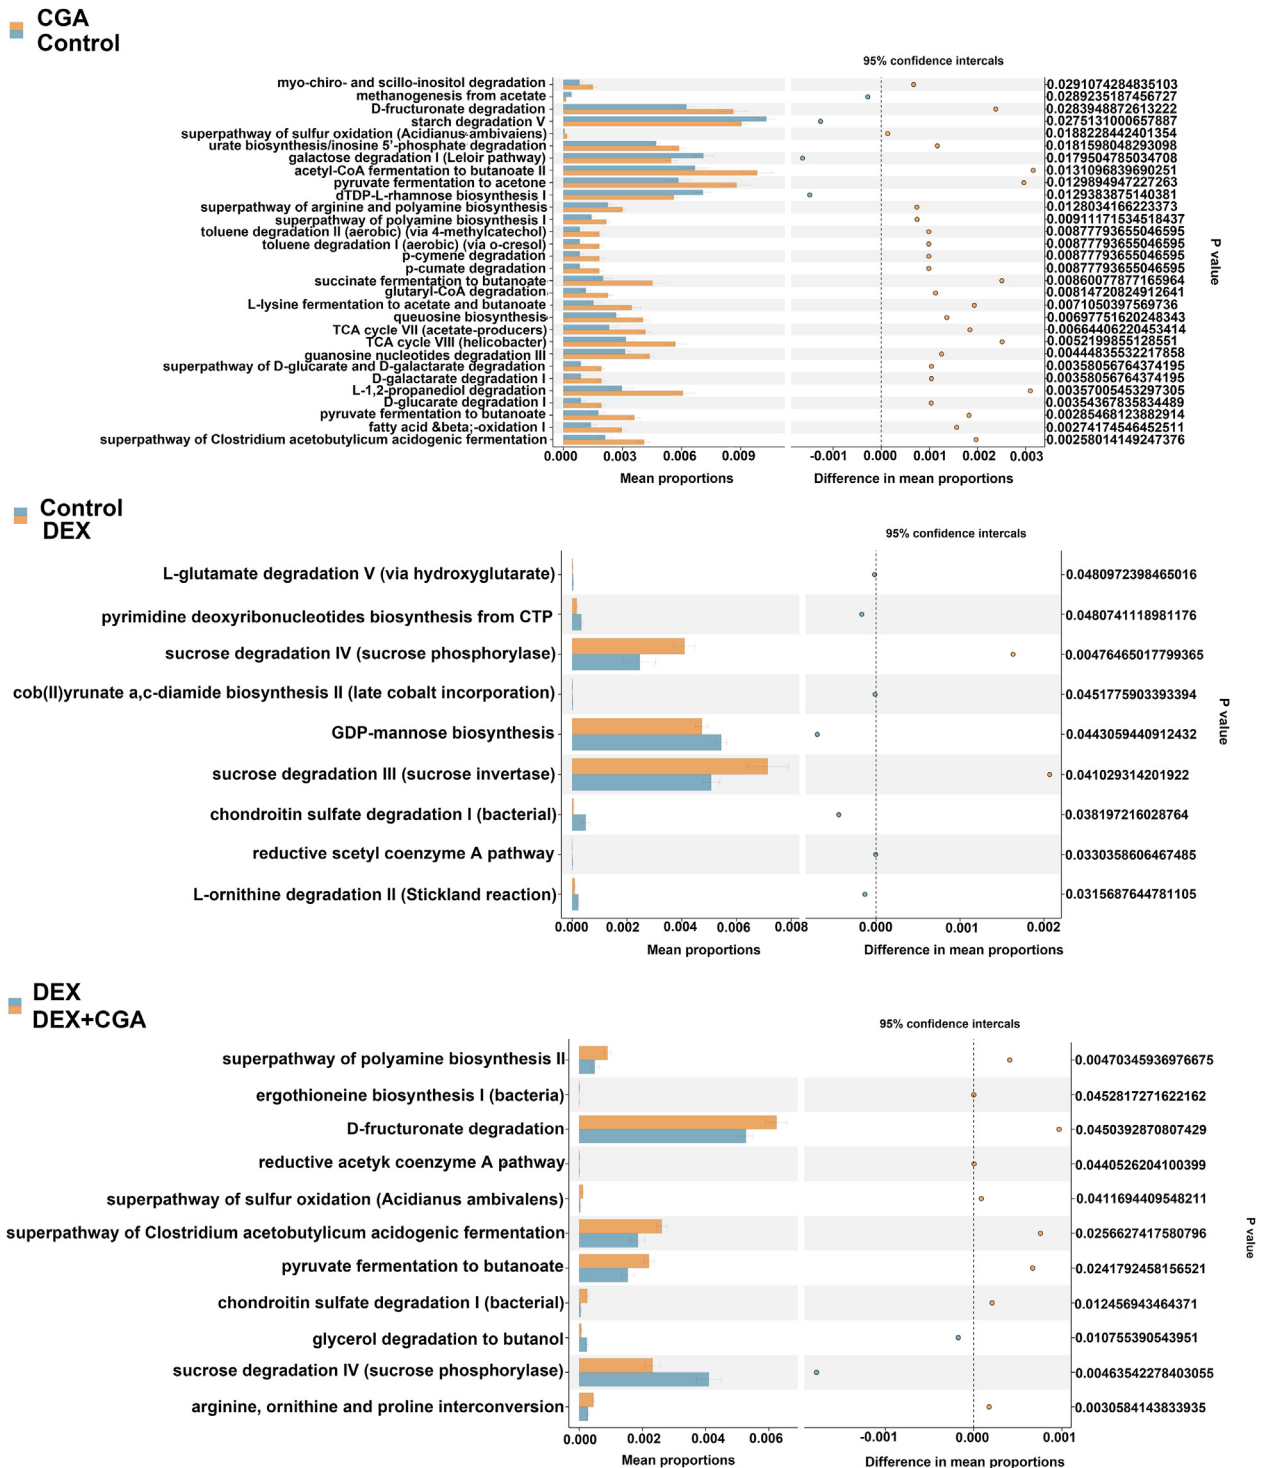 CGA
Control
95% confidence intercals
myo-chiro- and scillo-inositol degradation 0.0291074284835103
methanogenesis from acetate 0.0289235187456727
D-fructuronate degradation 0.0283948872613222
starch degradation V 0.0275131000657887
superpathway of sulfur oxidation (Acidianus ambivaiens) 0.0188228442401354
urate biosynthesis/inosine 5'-phosphate degradation 0.0181598048293098
galactose degradation I (Leloir pathway) 0.0179504785034708
acetyl-CoA fermentation to butanoate II 0.0131096839690251
pyruvate fermentation to acetone 0.0129894947227263
dTDP-L-rhamnose biosynthesis I 0.0129383875140381
superpathway of arginine and polyamine biosynthesis 0.0128034166223373
superpathway of polyamine biosynthesis I 0.00911171534518437
toluene degradation II (aerobic) (via 4-methylcatechol) 0.00877793655046595
toluene degradation I (aerobic) (via o-cresol) 0.00877793655046595
p-cymene degradation 0.00877793655046595
p-cumate degradation 0.00877793655046595
succinate fermentation to butanoate 0.00860077877165964
glutaryl-CoA degradation 0.00814720824912641
L-lysine fermentation to acetate and butanoate 0.0071050397569736
queuosine biosynthesis 0.00697751620248343
TCA cycle VII (acetate-producers) 0.00664406220453414
TCA cycle VIII (helicobacter) 0.0052199855128551
guanosine nucleotides degradation III 0.00444835532217858
superpathway of D-glucarate and D-galactarate degradation 0.00358056764374195
D-galactarate degradation I 0.00358056764374195
L-1,2-propanediol degradation 0.00357005453297305
D-glucarate degradation I 0.00354367835834489
pyruvate fermentation to butanoate 0.00285468123882914
fatty acid &beta;-oxidation I 0.00274174546452511
superpathway of Clostridium acetobutylicum acidogenic fermentation 0.00258014149247376
P value
0.000 0.003 0.006 0.009 -0.001 0.000 0.001 0.002 0.003
Mean proportions Difference in mean proportions
Control
DEX
95% confidence intercals
L-glutamate degradation V (via hydroxyglutarate) 0.0480972398465016
pyrimidine deoxyribonucleotides biosynthesis from CTP 0.0480741118981176
sucrose degradation IV (sucrose phosphorylase) 0.00476465017799365
cob(II)yrunate a,c-diamide biosynthesis II (late cobalt incorporation) 0.0451775903393394
GDP-mannose biosynthesis 0.0443059440912432
sucrose degradation III (sucrose invertase) 0.041029314201922
chondroitin sulfate degradation I (bacterial) 0.038197216028764
reductive scetyl coenzyme A pathway 0.0330358606467485
L-ornithine degradation II (Stickland reaction) 0.0315687644781105
P value
0.000 0.002 0.004 0.006 0.008 0.000 0.001 0.002
Mean proportions Difference in mean proportions
DEX
DEX+CGA
95% confidence intercals
superpathway of polyamine biosynthesis II 0.00470345936976675
ergothioneine biosynthesis I (bacteria) 0.0452817271622162
D-fructuronate degradation 0.0450392870807429
reductive acetyk coenzyme A pathway 0.0440526204100399
superpathway of sulfur oxidation (Acidianus ambivalens) 0.0411694409548211
superpathway of Clostridium acetobutylicum acidogenic fermentation 0.0256627417580796
pyruvate fermentation to butanoate 0.0241792458156521
chondroitin sulfate degradation I (bacterial) 0.012456943464371
glycerol degradation to butanol 0.010755390543951
sucrose degradation IV (sucrose phosphorylase) 0.00463542278403055
arginine, ornithine and proline interconversion 0.0030584143833935
P value
0.000 0.002 0.004 0.006 -0.001 0.000 0.001
Mean proportions Difference in mean proportions